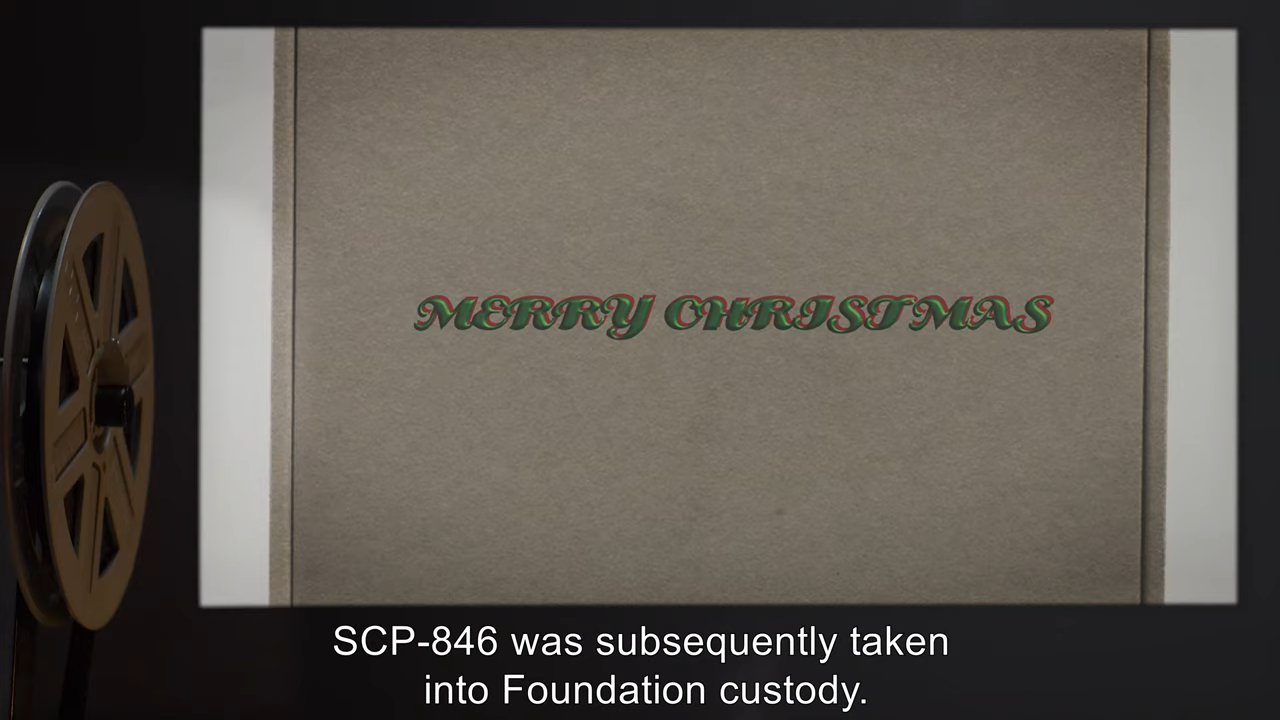 MERRY CHRISTMAS
SCP-846 was subsequently taken
into Foundation custody.